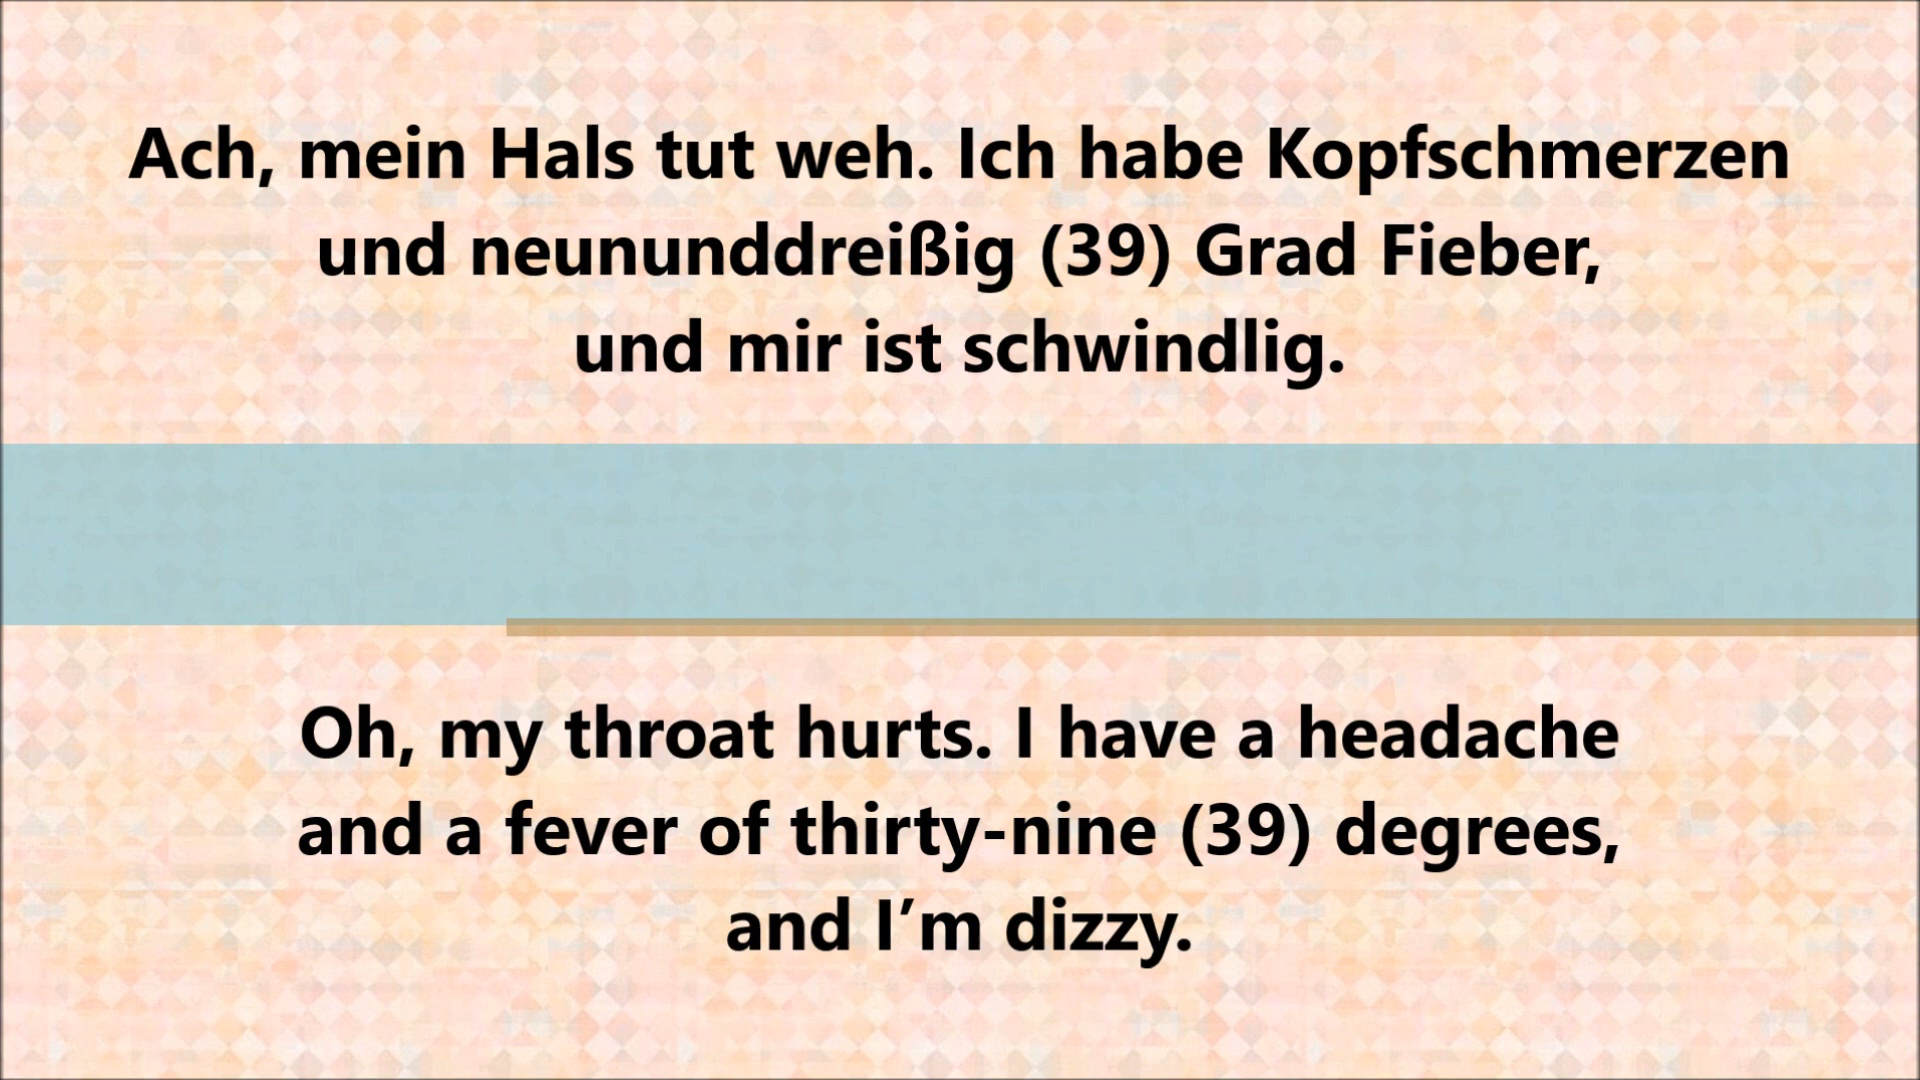 Ach, mein Hals tut weh. Ich habe Kopfschmerzen
und neununddreißig (39) Grad Fieber,
und mir ist schwindlig.
Oh, my throat hurts. I have a headache
and a fever of thirty-nine (39) degrees,
and I’m dizzy.